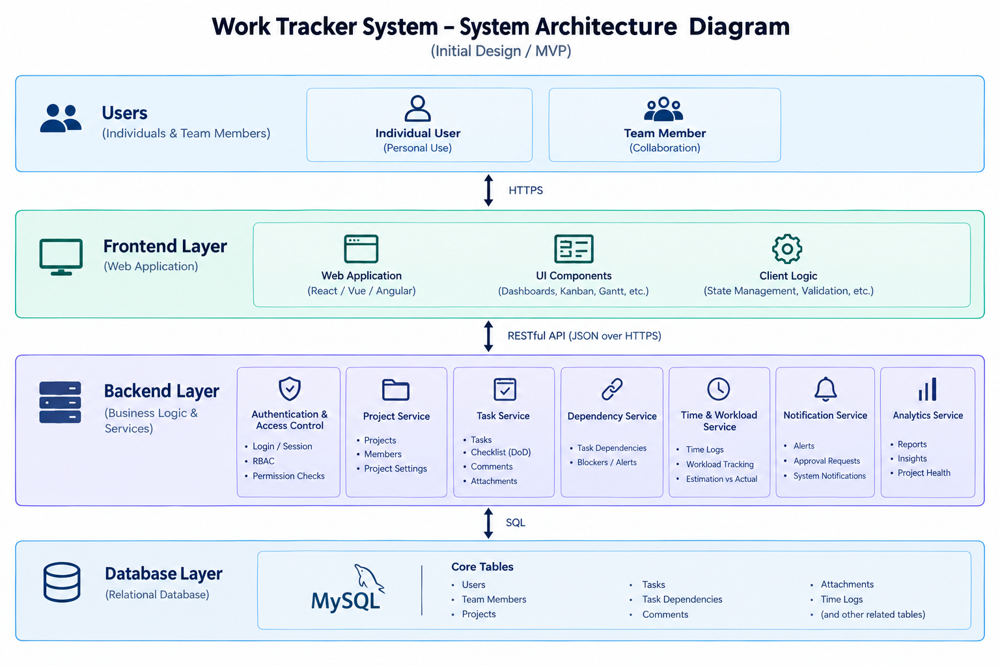 Work Tracker System – System Architecture Diagram
(Initial Design / MVP)
Users
(Individuals & Team Members)
Individual User
(Personal Use)
Team Member
(Collaboration)
HTTPS
Frontend Layer
(Web Application)
Web Application
(React / Vue / Angular)
UI Components
(Dashboards, Kanban, Gantt, etc.)
Client Logic
(State Management, Validation, etc.)
RESTful API (JSON over HTTPS)
Backend Layer
(Business Logic &
Services)
Authentication &
Access Control
• Login / Session
• RBAC
• Permission Checks
Project Service
• Projects
• Members
• Project Settings
Task Service
• Tasks
• Checklist (DoD)
• Comments
• Attachments
Dependency Service
• Task Dependencies
• Blockers / Alerts
Time & Workload
Service
• Time Logs
• Workload Tracking
• Estimation vs Actual
Notification Service
• Alerts
• Approval Requests
• System Notifications
Analytics Service
• Reports
• Insights
• Project Health
SQL
Database Layer
(Relational Database)
MySQL
Core Tables
• Users
• Team Members
• Projects
• Tasks
• Task Dependencies
• Comments
• Attachments
• Time Logs
• (and other related tables)